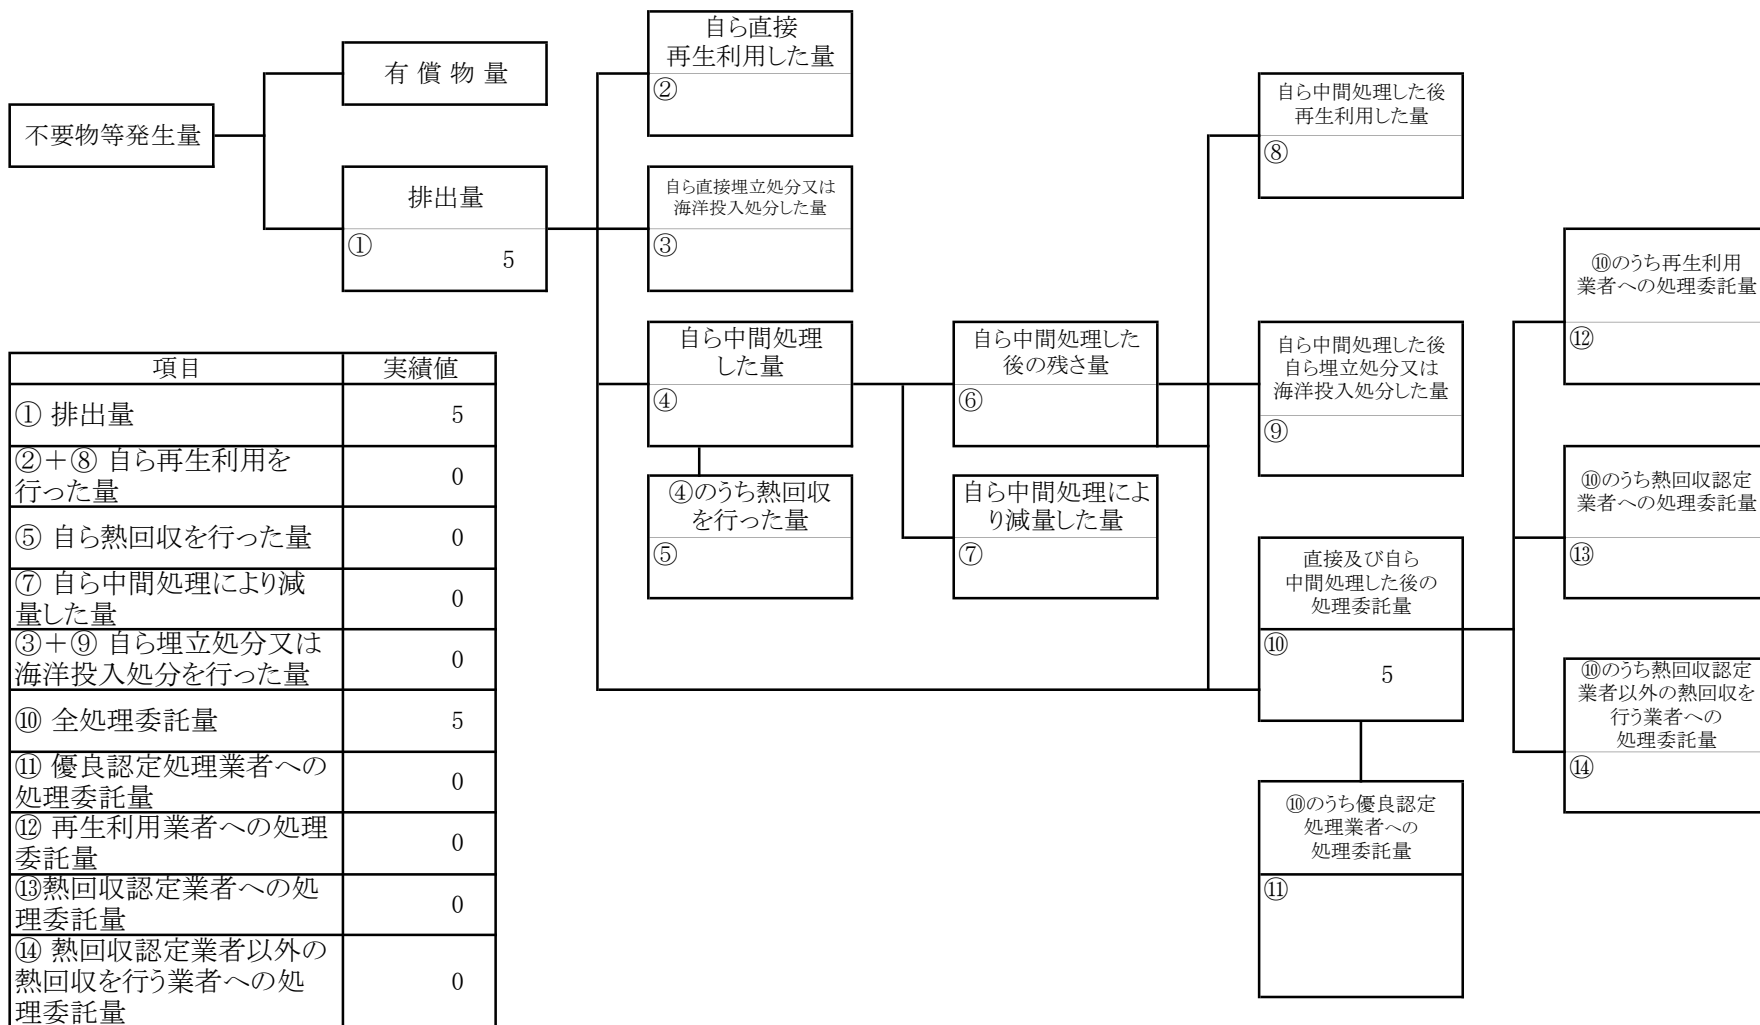 不要物等発生量
有 償 物 量
排出量
①
5
自ら直接
再生利用した量
②
自ら直接埋立処分又は
海洋投入処分した量
③
自ら中間処理
した量
④
④のうち熱回収
を行った量
⑤
自ら中間処理した
後の残さ量
⑥
自ら中間処理によ
り減量した量
⑦
自ら中間処理した後
再生利用した量
⑧
自ら中間処理した後
自ら埋立処分又は
海洋投入処分した量
⑨
直接及び自ら
中間処理した後の
処理委託量
⑩
5
⑩のうち優良認定
処理業者への
処理委託量
⑪
⑩のうち再生利用
業者への処理委託量
⑫
⑩のうち熱回収認定
業者への処理委託量
⑬
⑩のうち熱回収認定
業者以外の熱回収を
行う業者への
処理委託量
⑭
項目 実績値
① 排出量 5
②+⑧ 自ら再生利用を
行った量 0
⑤ 自ら熱回収を行った量 0
⑦ 自ら中間処理により減
量した量 0
③+⑨ 自ら埋立処分又は
海洋投入処分を行った量 0
⑩ 全処理委託量 5
⑪ 優良認定処理業者への
処理委託量 0
⑫ 再生利用業者への処理
委託量 0
⑬熱回収認定業者への処
理委託量 0
⑭ 熱回収認定業者以外の
熱回収を行う業者への処 0
理委託量